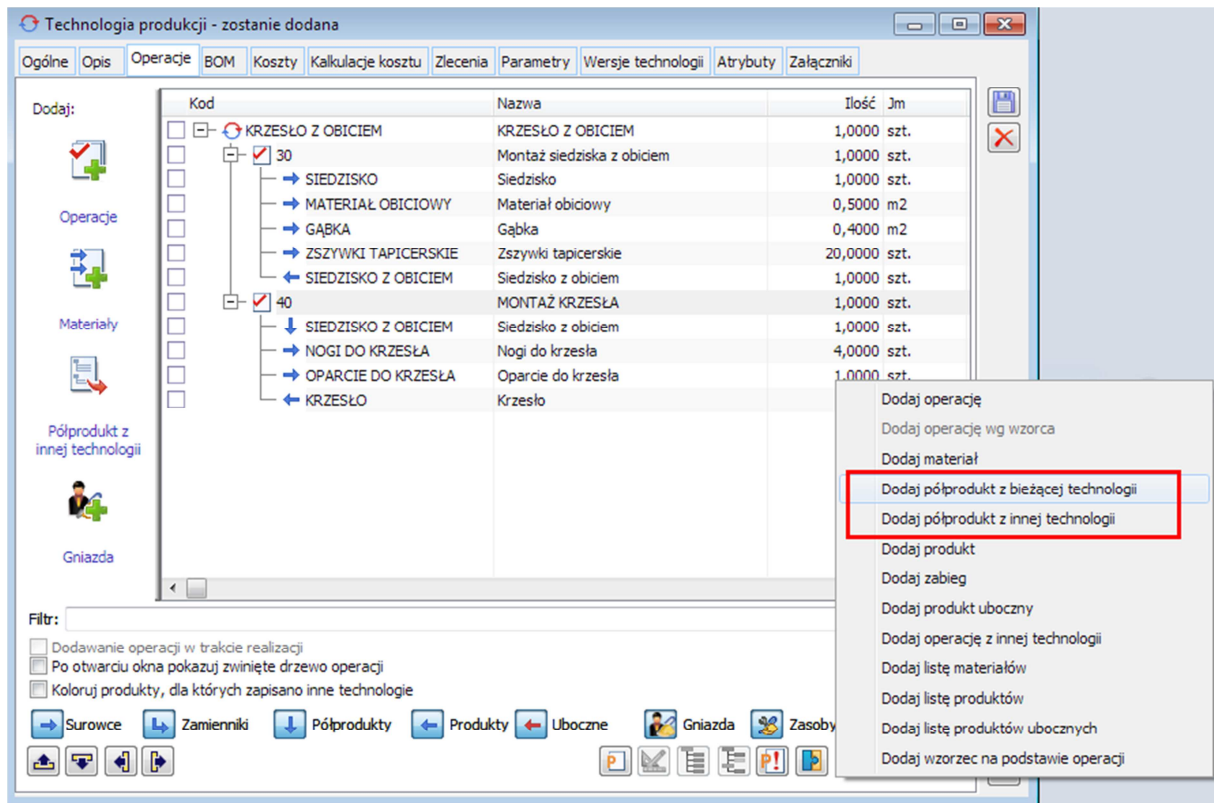 Technologia produkcji - zostanie dodana
Ogólne Opis Operacje BOM Koszty Kalkulacje kosztu Zlecenia Parametry Wersje technologii Atrybuty Załączniki
Dodaj:
Kod Nazwa Ilość Jm
KRZESŁO Z OBICIEM KRZESŁO Z OBICIEM 1,0000 szt.
30 Montaż siedziska z obiciem 1,0000 szt.
SIEDZISKO Siedzisko 1,0000 szt.
MATERIAŁ OBICIOWY Materiał obiciowy 0,5000 m2
Operacje
GĄBKA Gąbka 0,4000 m2
ZSZYWKI TAPICERSKIE Zszywki tapicerskie 20,0000 szt.
SIEDZISKO Z OBICIEM Siedzisko z obiciem 1,0000 szt.
40 MONTAŻ KRZESŁA 1,0000 szt.
Materiały
SIEDZISKO Z OBICIEM Siedzisko z obiciem 1,0000 szt.
NOGI DO KRZESŁA Nogi do krzesła 4,0000 szt.
OPARCIE DO KRZESŁA Oparcie do krzesła 1,0000 szt.
KRZESŁO Krzesło
Półprodukt z
innej technologii
Gniazda
Dodaj operację
Dodaj operację wg wzorca
Dodaj materiał
Dodaj półprodukt z bieżącej technologii
Dodaj półprodukt z innej technologii
Dodaj produkt
Dodaj zabieg
Dodaj produkt uboczny
Dodaj operację z innej technologii
Dodaj listę materiałów
Dodaj listę produktów
Dodaj listę produktów ubocznych
Dodaj wzorzec na podstawie operacji
Filtr:
Dodawanie operacji w trakcie realizacji
Po otwarciu okna pokazuj zwinięte drzewo operacji
Koloruj produkty, dla których zapisano inne technologie
Surowce Zamienniki Półprodukty Produkty Uboczne Gniazda Zasoby
P P! P